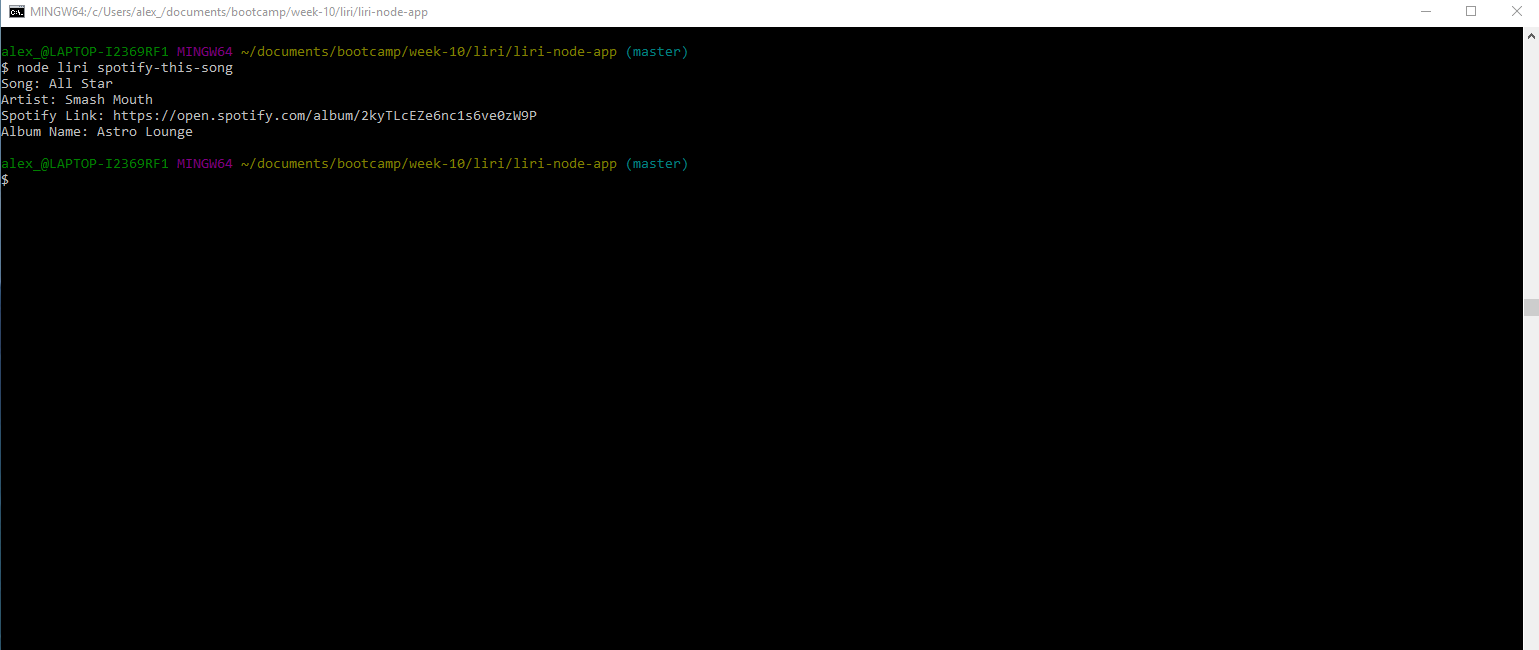 MINGW64:/c/Users/alex_/documents/bootcamp/week-10/liri/liri-node-app
alex_@LAPTOP-I2369RF1 MINGW64 ~/documents/bootcamp/week-10/liri/liri-node-app (master)
$ node liri spotify-this-song
Song: All Star
Artist: Smash Mouth
Spotify Link: https://open.spotify.com/album/2kyTLcEZe6nc1s6ve0zW9P
Album Name: Astro Lounge
alex_@LAPTOP-I2369RF1 MINGW64 ~/documents/bootcamp/week-10/liri/liri-node-app (master)
$